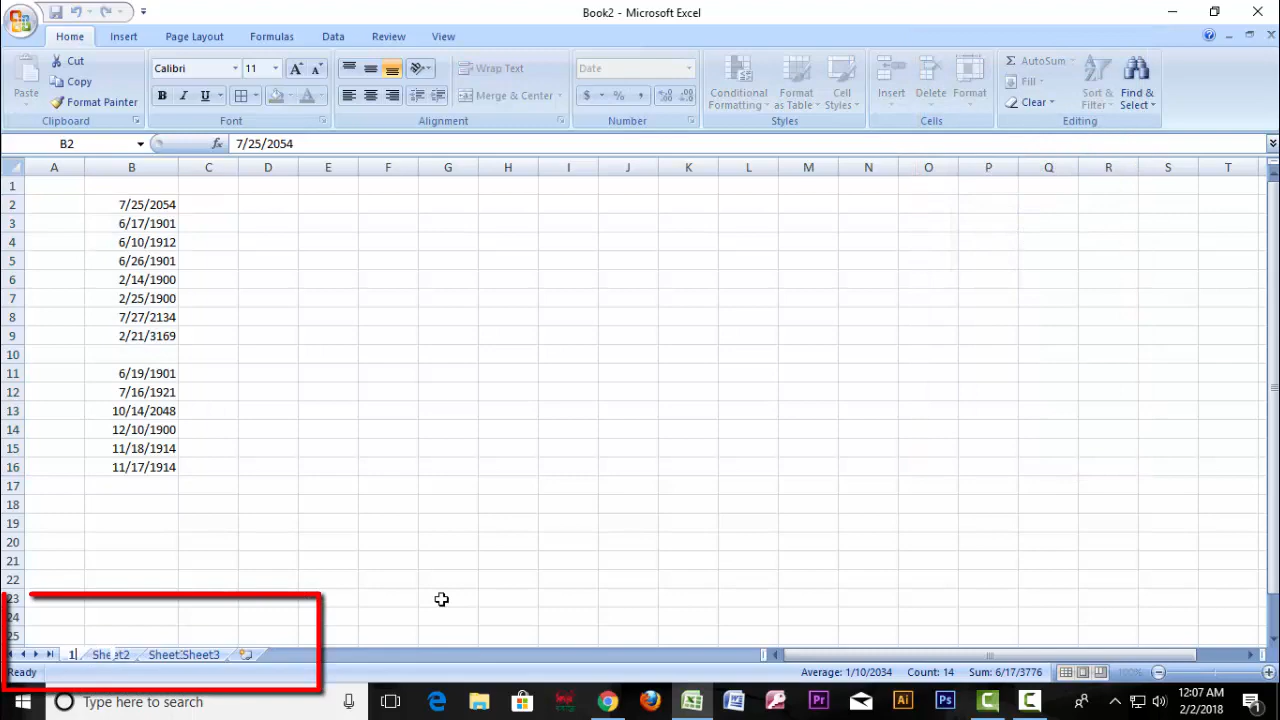 Book2 - Microsoft Excel
Home Insert Page Layout Formulas Data Review View
Paste Cut Copy Format Painter
Calibri 11
Wrap Text
Merge & Center
Date
$ % ,
Conditional Formatting Format as Table Cell Styles
Insert Delete Format
AutoSum Fill Clear
Sort & Filter Find & Select
Clipboard Font Alignment Number Styles Cells Editing
B2 fx 7/25/2054
A B C D E F G H I J K L M N O P Q R S T
1
2 7/25/2054
3 6/17/1901
4 6/10/1912
5 6/26/1901
6 2/14/1900
7 2/25/1900
8 7/27/2134
9 2/21/3169
10
11 6/19/1901
12 7/16/1921
13 10/14/2048
14 12/10/1900
15 11/18/1914
16 11/17/1914
17
18
19
20
21
22
23
24
25
1 Sheet2 Sheet Sheet3
Ready Average: 1/10/2034 Count: 14 Sum: 6/17/3776 100%
Type here to search
12:07 AM
2/2/2018